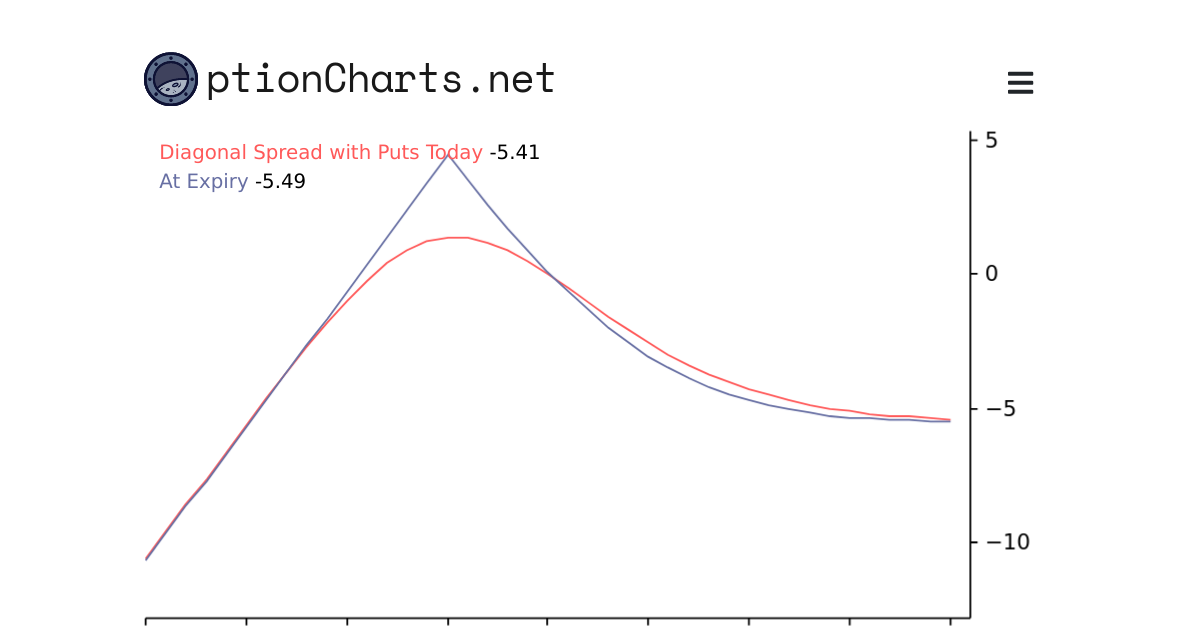 ptionCharts.net
Diagonal Spread with Puts Today -5.41
At Expiry -5.49
5
0
−5
−10